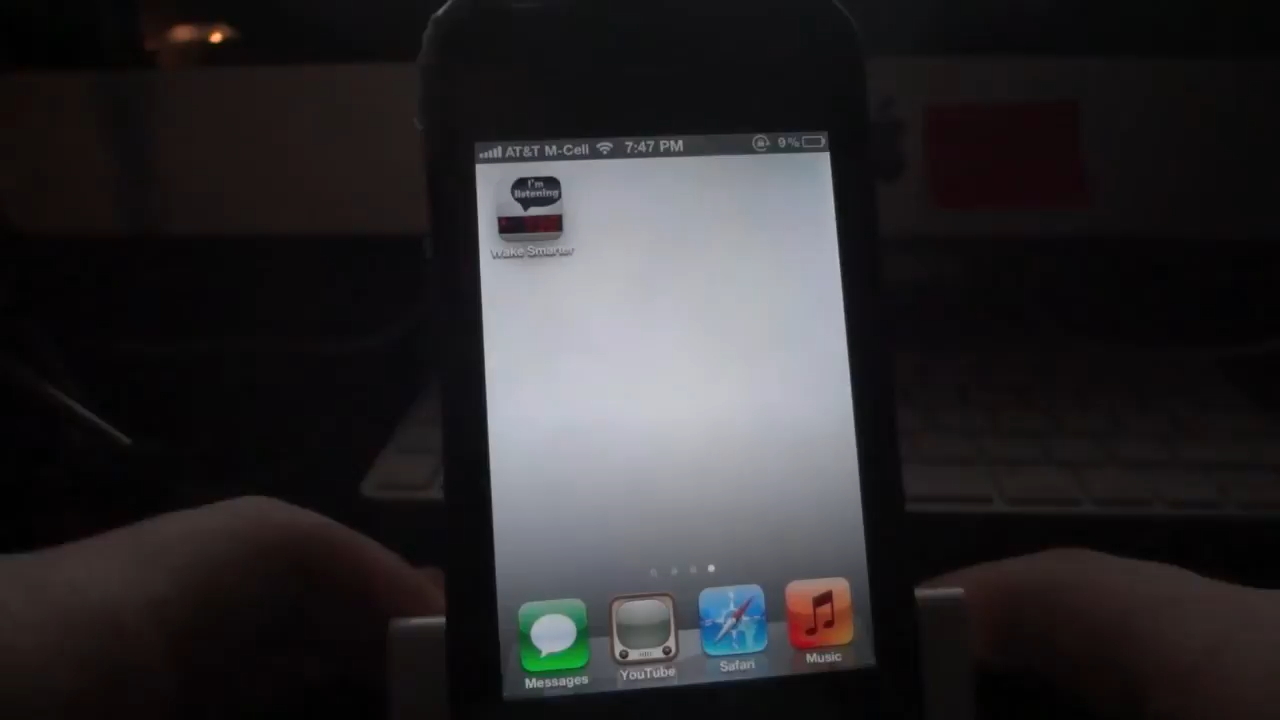 AT&T M-Cell 7:47 PM 9%
I'm
listening
Wake Smarter
Messages YouTube Safari Music